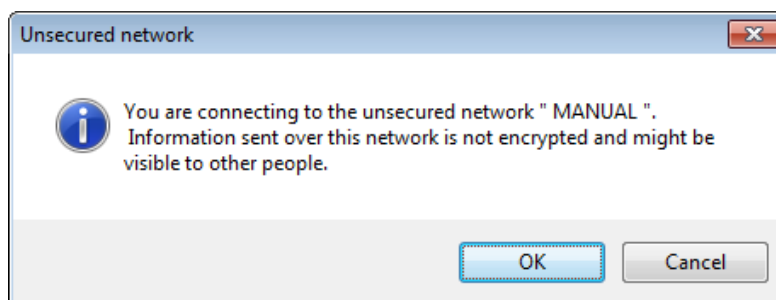 Unsecured network
You are connecting to the unsecured network " MANUAL ".
Information sent over this network is not encrypted and might be
visible to other people.
OK Cancel